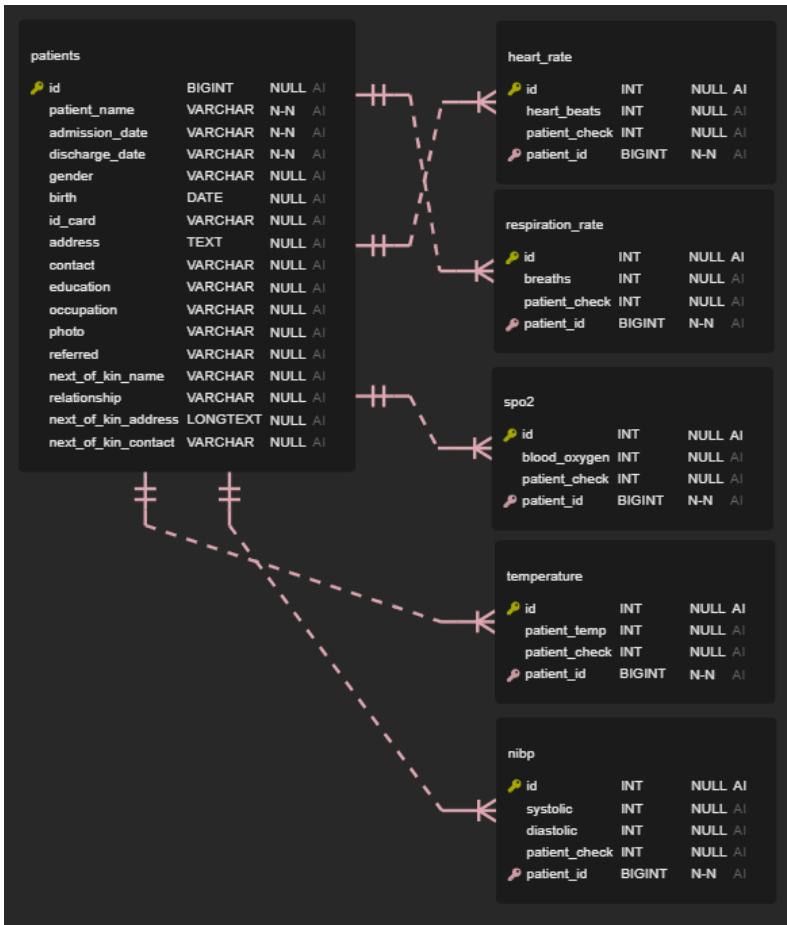 patients
id BIGINT NULL AI
patient_name VARCHAR N-N AI
admission_date VARCHAR N-N AI
discharge_date VARCHAR N-N AI
gender VARCHAR NULL AI
birth DATE NULL AI
id_card VARCHAR NULL AI
address TEXT NULL AI
contact VARCHAR NULL AI
education VARCHAR NULL AI
occupation VARCHAR NULL AI
photo VARCHAR NULL AI
referred VARCHAR NULL AI
next_of_kin_name VARCHAR NULL AI
relationship VARCHAR NULL AI
next_of_kin_address LONGTEXT NULL AI
next_of_kin_contact VARCHAR NULL AI
heart_rate
id INT NULL AI
heart_beats INT NULL AI
patient_check INT NULL AI
patient_id BIGINT N-N AI
respiration_rate
id INT NULL AI
breaths INT NULL AI
patient_check INT NULL AI
patient_id BIGINT N-N AI
spo2
id INT NULL AI
blood_oxygen INT NULL AI
patient_check INT NULL AI
patient_id BIGINT N-N AI
temperature
id INT NULL AI
patient_temp INT NULL AI
patient_check INT NULL AI
patient_id BIGINT N-N AI
nibp
id INT NULL AI
systolic INT NULL AI
diastolic INT NULL AI
patient_check INT NULL AI
patient_id BIGINT N-N AI